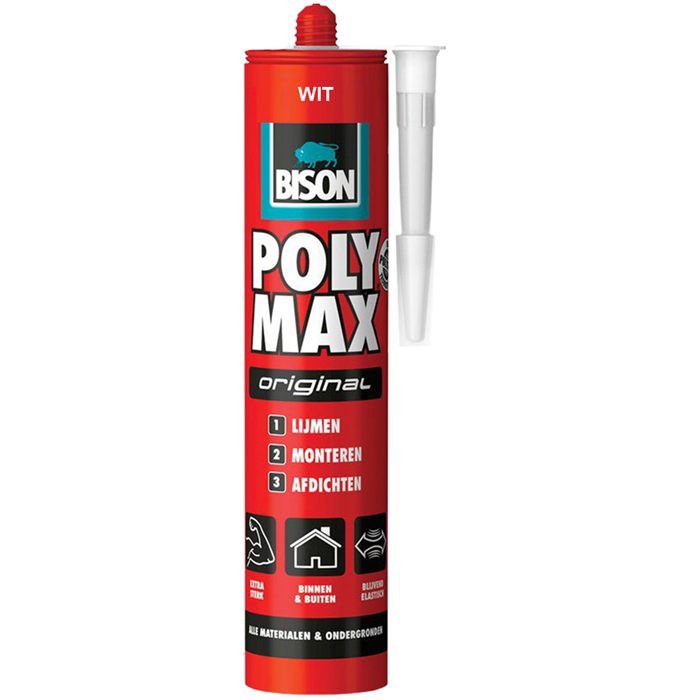 WIT
BISON
POLY
MAX
original
1 LIJMEN
2 MONTEREN
3 AFDICHTEN
EXTRA
STERK
BINNEN
& BUITEN
BLIJVEND
ELASTISCH
ALLE MATERIALEN & ONDERGRONDEN